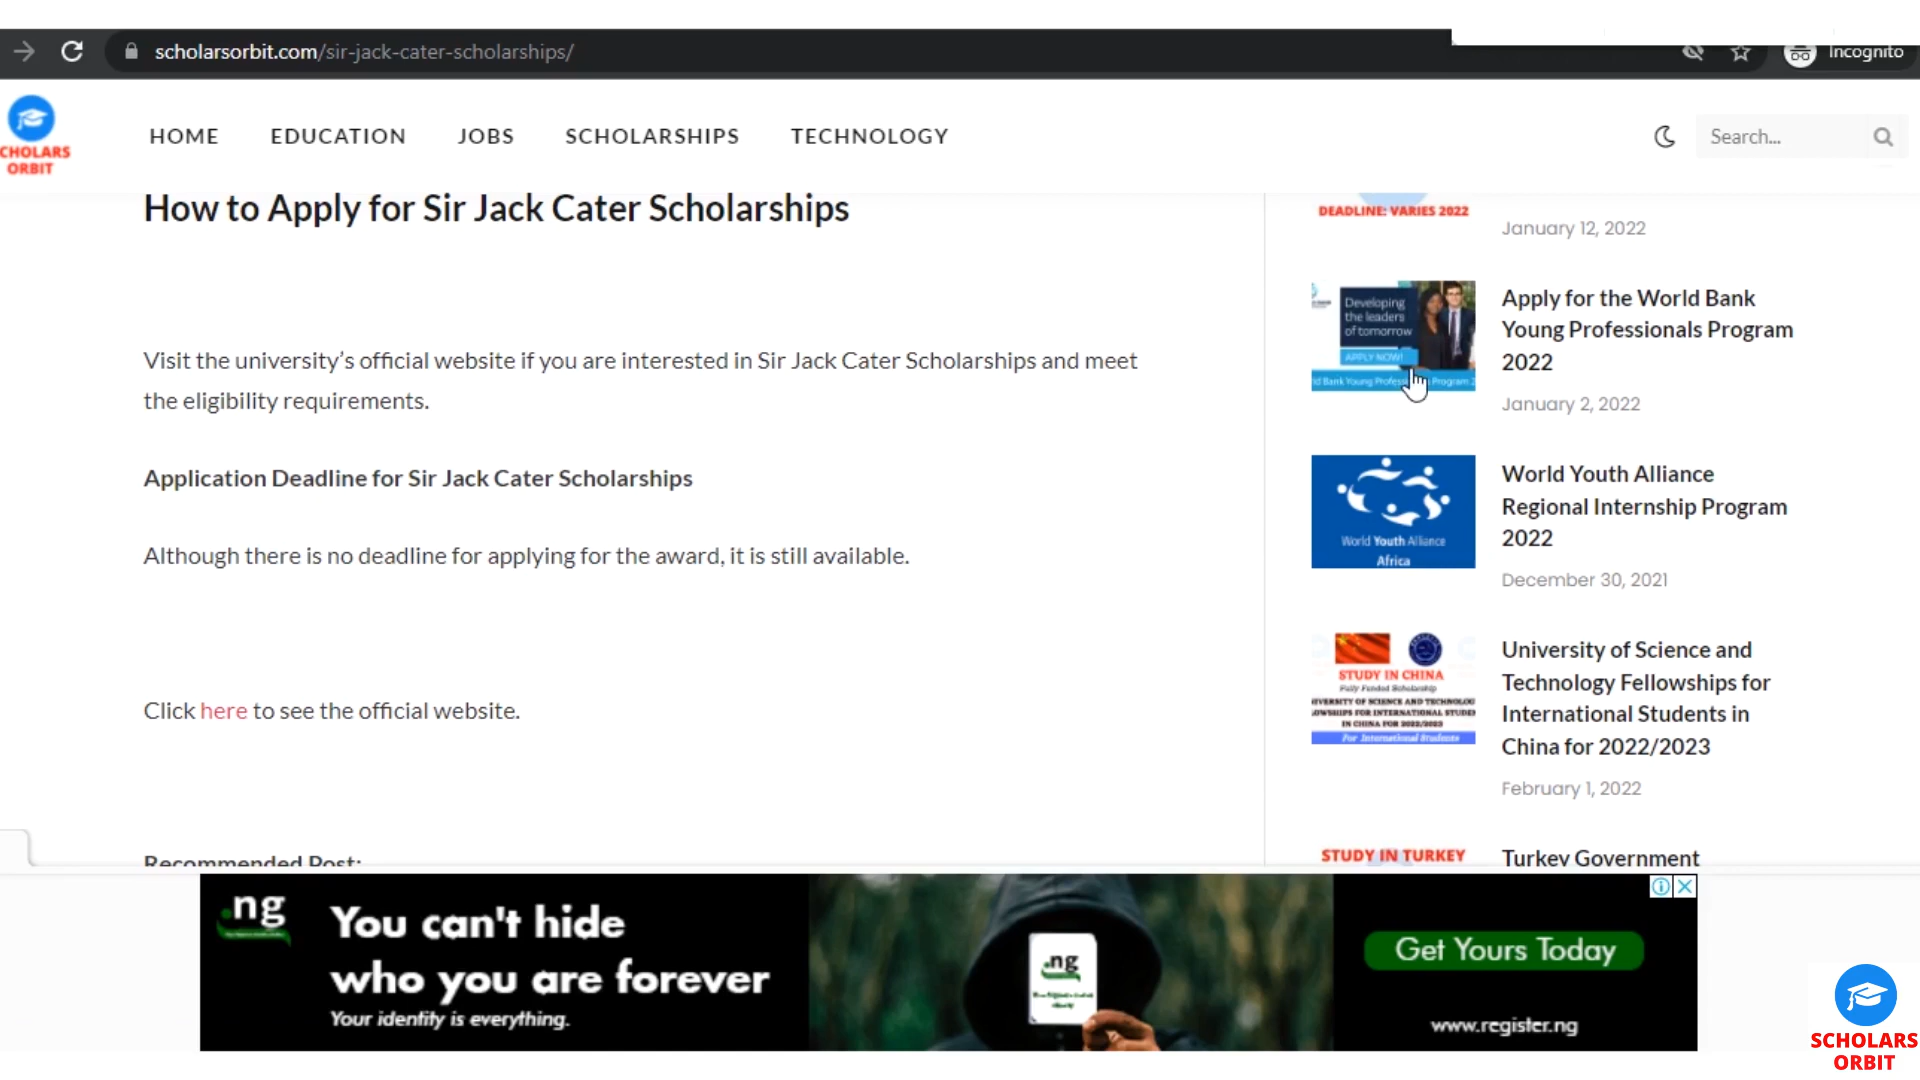 scholarsorbit.com/sir-jack-cater-scholarships/
Incognito
CHOLARS
ORBIT
HOME
EDUCATION
JOBS
SCHOLARSHIPS
TECHNOLOGY
Search...
How to Apply for Sir Jack Cater Scholarships
Visit the university’s official website if you are interested in Sir Jack Cater Scholarships and meet
the eligibility requirements.
Application Deadline for Sir Jack Cater Scholarships
Although there is no deadline for applying for the award, it is still available.
Click here to see the official website.
Recommended Post:
DEADLINE: VARIES 2022
January 12, 2022
Developing
the leaders
of tomorrow
APPLY NOW!
Apply for the World Bank
Young Professionals Program
2022
January 2, 2022
World Youth Alliance
Africa
World Youth Alliance
Regional Internship Program
2022
December 30, 2021
STUDY IN CHINA
Fully Funded Scholarship
IVERSITY OF SCIENCE AND TECHNOLOG
OWSHIPS FOR INTERNATIONAL STUDEN
IN CHINA FOR 2022/2023
For International Students
University of Science and
Technology Fellowships for
International Students in
China for 2022/2023
February 1, 2022
STUDY IN TURKEY
Turkey Government
.ng
You can't hide
who you are forever
Your identity is everything.
.ng
Get Yours Today
www.register.ng
SCHOLARS
ORBIT